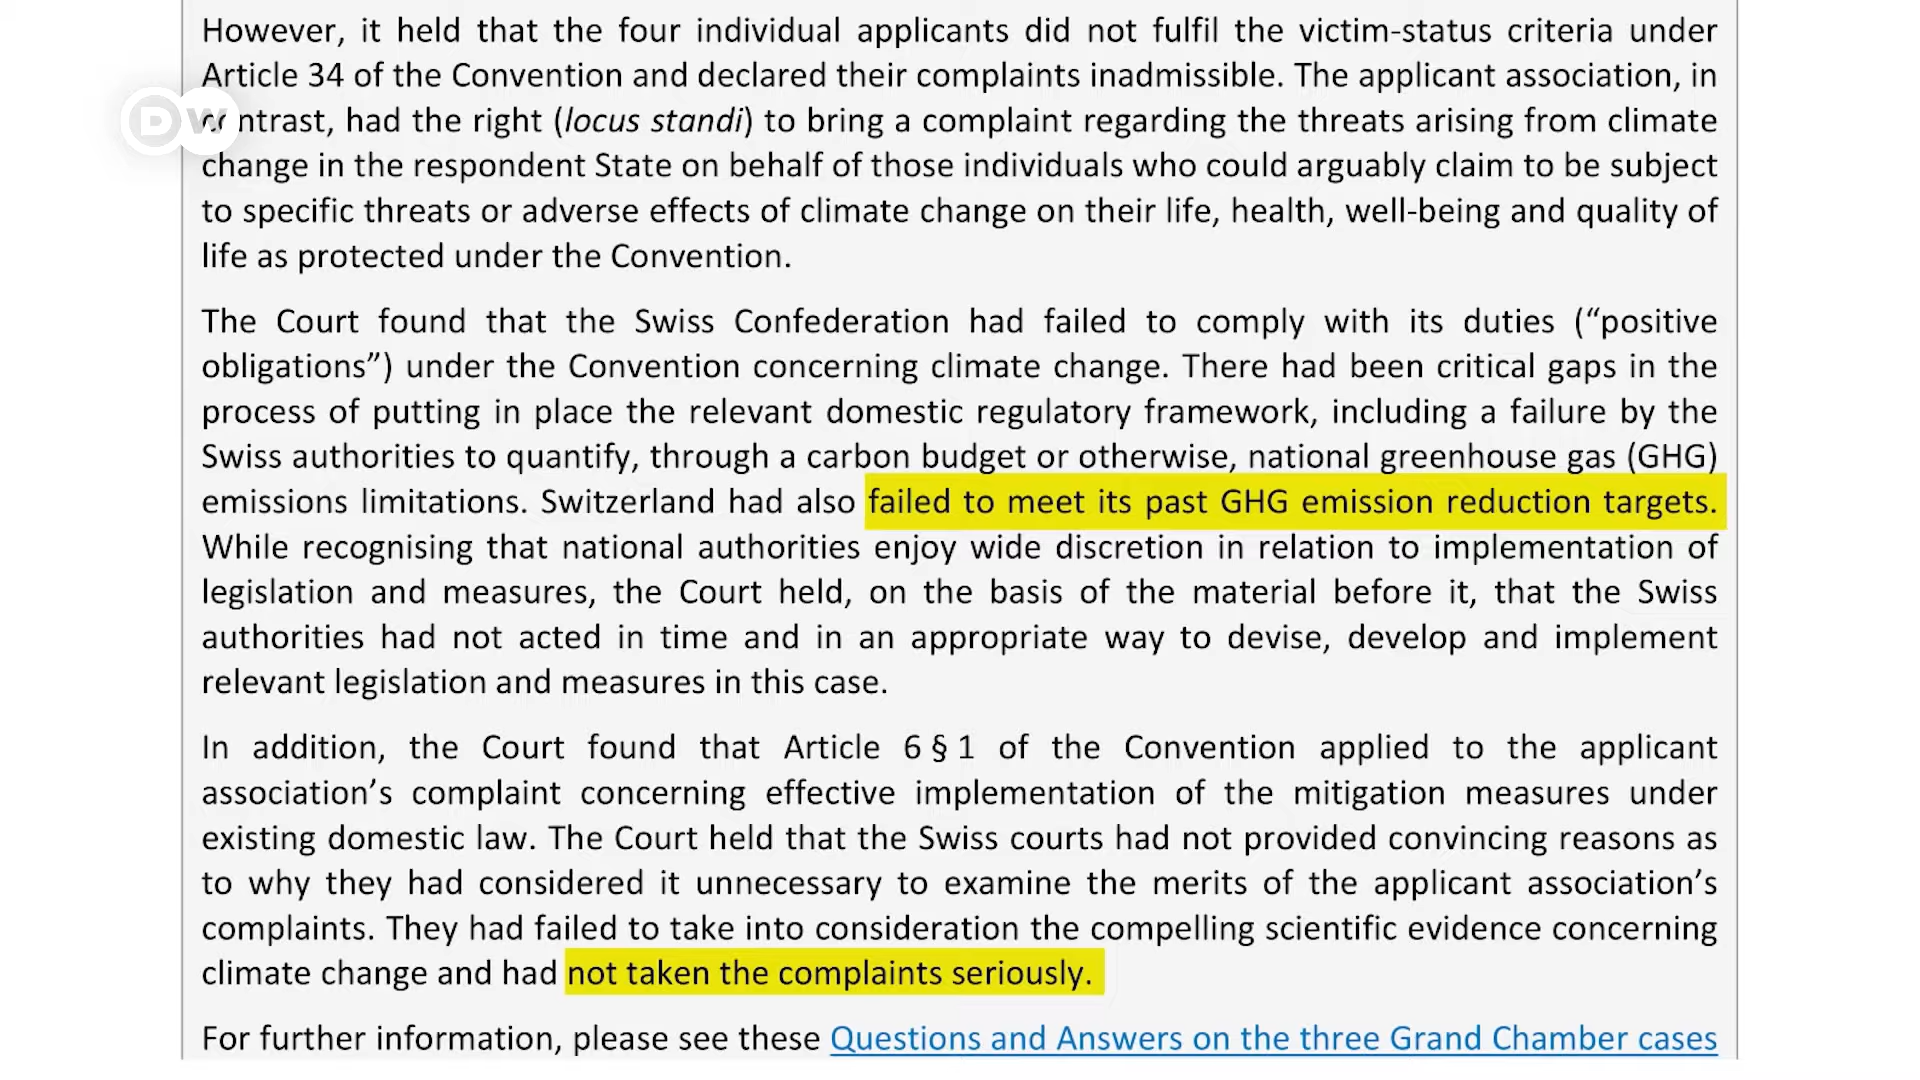 However, it held that the four individual applicants did not fulfil the victim-status criteria under
Article 34 of the Convention and declared their complaints inadmissible. The applicant association, in
DW
contrast, had the right (locus standi) to bring a complaint regarding the threats arising from climate
change in the respondent State on behalf of those individuals who could arguably claim to be subject
to specific threats or adverse effects of climate change on their life, health, well-being and quality of
life as protected under the Convention.
The Court found that the Swiss Confederation had failed to comply with its duties (“positive
obligations”) under the Convention concerning climate change. There had been critical gaps in the
process of putting in place the relevant domestic regulatory framework, including a failure by the
Swiss authorities to quantify, through a carbon budget or otherwise, national greenhouse gas (GHG)
emissions limitations. Switzerland had also failed to meet its past GHG emission reduction targets.
While recognising that national authorities enjoy wide discretion in relation to implementation of
legislation and measures, the Court held, on the basis of the material before it, that the Swiss
authorities had not acted in time and in an appropriate way to devise, develop and implement
relevant legislation and measures in this case.
In addition, the Court found that Article 6 § 1 of the Convention applied to the applicant
association’s complaint concerning effective implementation of the mitigation measures under
existing domestic law. The Court held that the Swiss courts had not provided convincing reasons as
to why they had considered it unnecessary to examine the merits of the applicant association’s
complaints. They had failed to take into consideration the compelling scientific evidence concerning
climate change and had not taken the complaints seriously.
For further information, please see these Questions and Answers on the three Grand Chamber cases